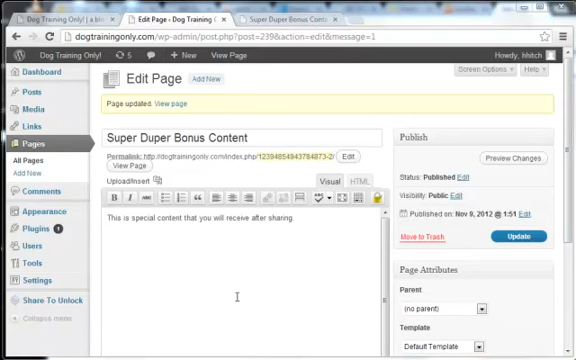 Dog Training Only! | a bl
Edit Page ‹ Dog Training
Super Duper Bonus Content
dogtrainingonly.com/wp-admin/post.php?post=239&action=edit&message=1
Dog Training Only!
5
+ New
View Page
Howdy, hhitch
Dashboard
Posts
Media
Links
Pages
All Pages
Add New
Comments
Appearance
Plugins 1
Users
Tools
Settings
Share To Unlock
Collapse menu
Screen Options
Help
Edit Page
Add New
Page updated. View page
Super Duper Bonus Content
Permalink: http://dogtrainingonly.com/index.php/12394854943784873-2/ Edit
View Page
Upload/Insert
Visual
HTML
B I ABC
This is special content that you will receive after sharing.
Publish
Preview Changes
Status: Published Edit
Visibility: Public Edit
Published on: Nov 9, 2012 @ 1:51 Edit
Move to Trash
Update
Page Attributes
Parent
(no parent)
Template
Default Template